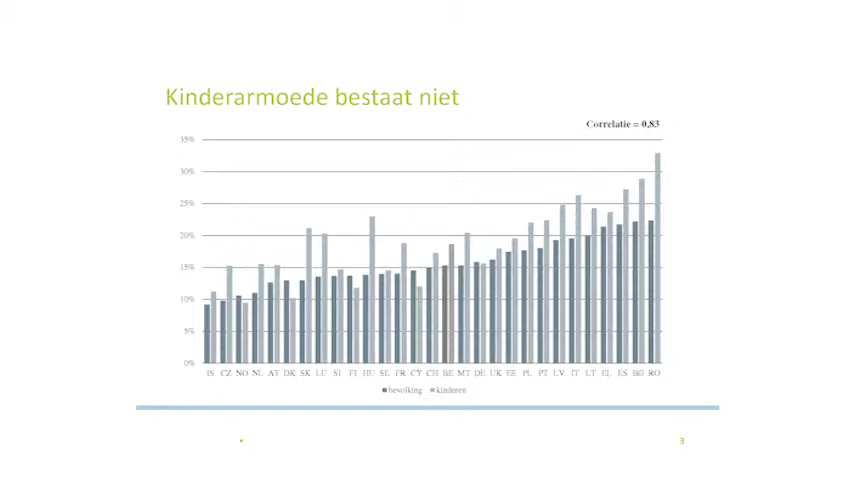 Kinderarmoede bestaat niet
Correlatie = 0,83
35%
30%
25%
20%
15%
10%
5%
0%
IS CZ NO NL AT DK SK LU SI FI HU SE FR CY CH BE MT DE UK EE PL PT LV IT LT EL ES BG RO
bevolking kinderen
3